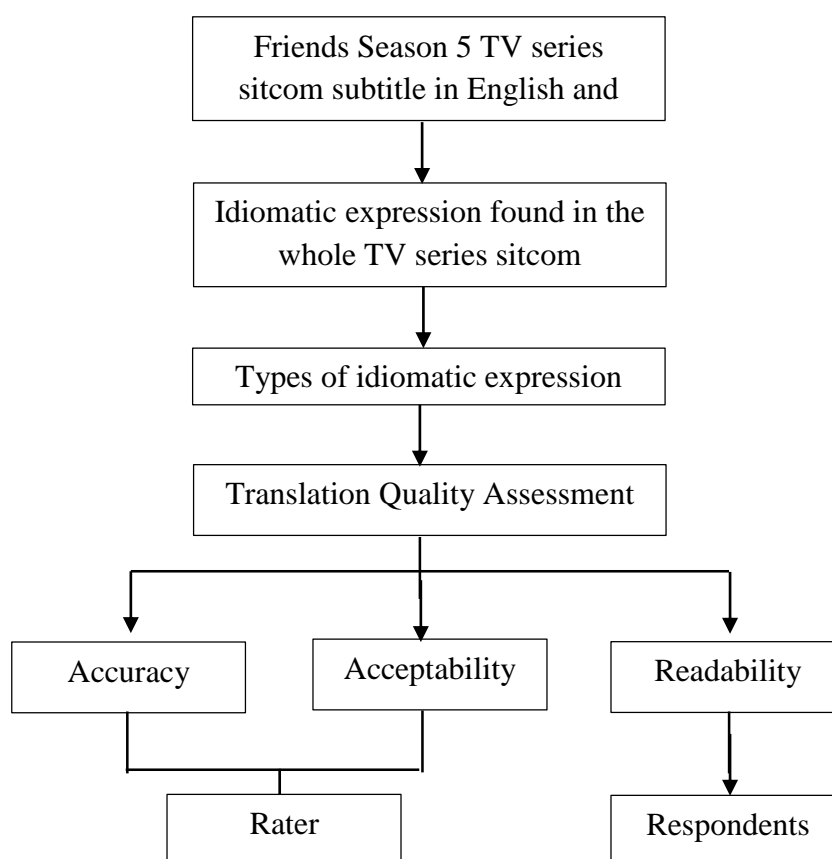 Friends Season 5 TV series
sitcom subtitle in English and
Idiomatic expression found in the
whole TV series sitcom
Types of idiomatic expression
Translation Quality Assessment
Accuracy
Acceptability
Readability
Rater
Respondents